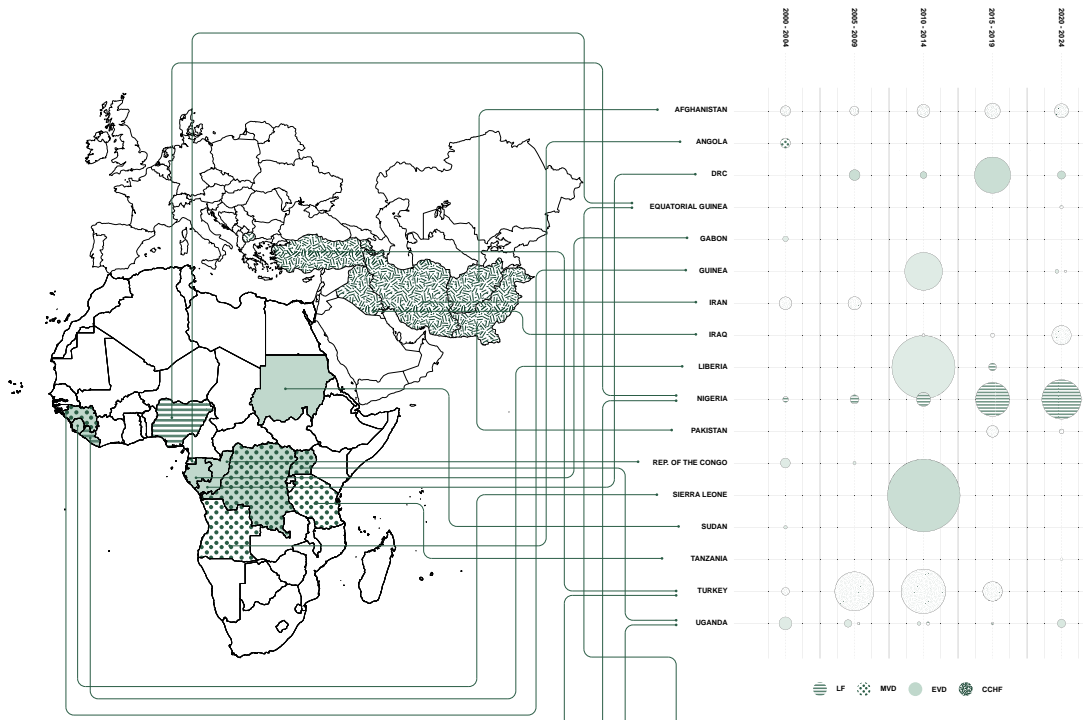 2000 - 2004
2005 - 2009
2010 - 2014
2015 - 2019
2020 - 2024
AFGHANISTAN
ANGOLA
DRC
EQUATORIAL GUINEA
GABON
GUINEA
IRAN
IRAQ
LIBERIA
NIGERIA
PAKISTAN
REP. OF THE CONGO
SIERRA LEONE
SUDAN
TANZANIA
TURKEY
UGANDA
LF MVD EVD CCHF